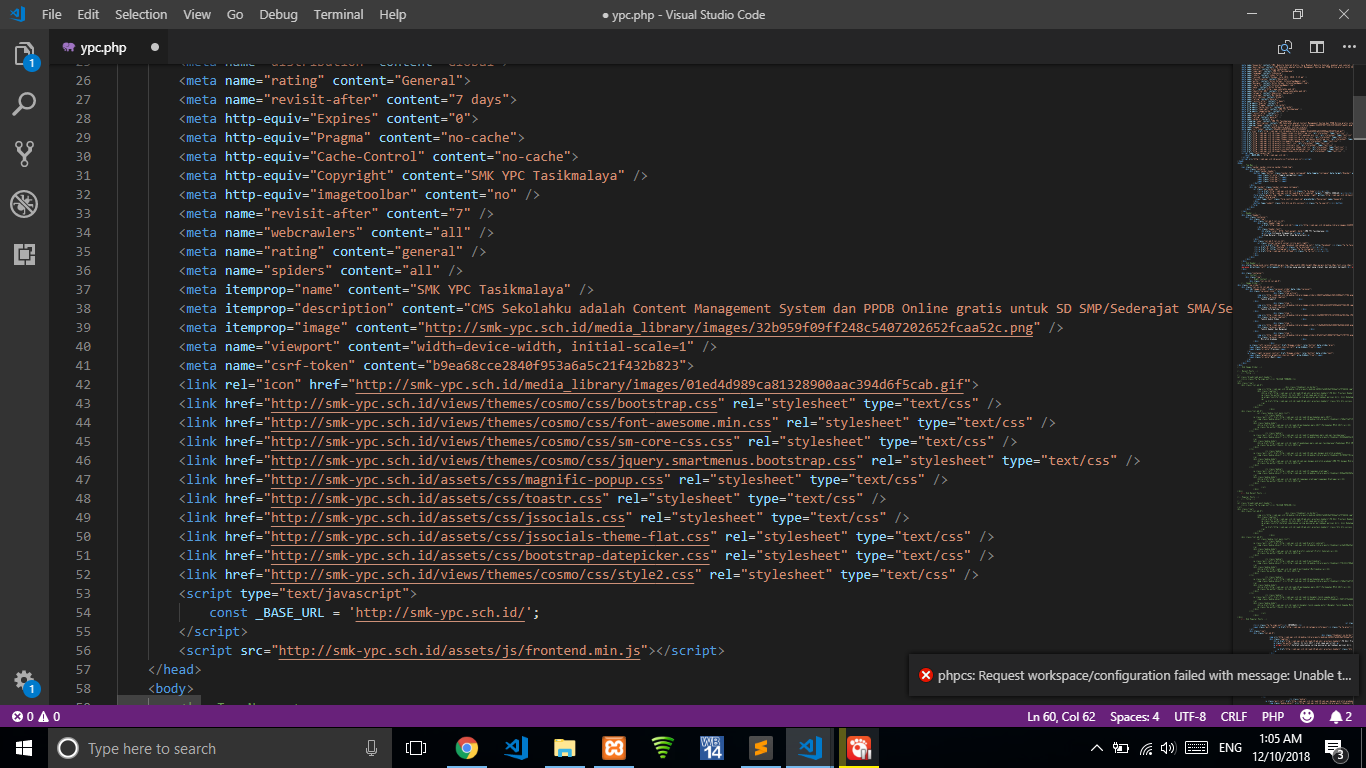 File Edit Selection View Go Debug Terminal Help
● ypc.php - Visual Studio Code
ypc.php
26 <meta name="rating" content="General">
27 <meta name="revisit-after" content="7 days">
28 <meta http-equiv="Expires" content="0">
29 <meta http-equiv="Pragma" content="no-cache">
30 <meta http-equiv="Cache-Control" content="no-cache">
31 <meta http-equiv="Copyright" content="SMK YPC Tasikmalaya" />
32 <meta http-equiv="imagetoolbar" content="no" />
33 <meta name="revisit-after" content="7" />
34 <meta name="webcrawlers" content="all" />
35 <meta name="rating" content="general" />
36 <meta name="spiders" content="all" />
37 <meta itemprop="name" content="SMK YPC Tasikmalaya" />
38 <meta itemprop="description" content="CMS Sekolahku adalah Content Management System dan PPDB Online gratis untuk SD SMP/Sederajat SMA/Se
39 <meta itemprop="image" content="http://smk-ypc.sch.id/media_library/images/32b959f09ff248c5407202652fcaa52c.png" />
40 <meta name="viewport" content="width=device-width, initial-scale=1" />
41 <meta name="csrf-token" content="b9ea68cce2840f953a6a5c21f432b823">
42 <link rel="icon" href="http://smk-ypc.sch.id/media_library/images/01ed4d989ca81328900aac394d6f5cab.gif">
43 <link href="http://smk-ypc.sch.id/views/themes/cosmo/css/bootstrap.css" rel="stylesheet" type="text/css" />
44 <link href="http://smk-ypc.sch.id/views/themes/cosmo/css/font-awesome.min.css" rel="stylesheet" type="text/css" />
45 <link href="http://smk-ypc.sch.id/views/themes/cosmo/css/sm-core-css.css" rel="stylesheet" type="text/css" />
46 <link href="http://smk-ypc.sch.id/views/themes/cosmo/css/jquery.smartmenus.bootstrap.css" rel="stylesheet" type="text/css" />
47 <link href="http://smk-ypc.sch.id/assets/css/magnific-popup.css" rel="stylesheet" type="text/css" />
48 <link href="http://smk-ypc.sch.id/assets/css/toastr.css" rel="stylesheet" type="text/css" />
49 <link href="http://smk-ypc.sch.id/assets/css/jssocials.css" rel="stylesheet" type="text/css" />
50 <link href="http://smk-ypc.sch.id/assets/css/jssocials-theme-flat.css" rel="stylesheet" type="text/css" />
51 <link href="http://smk-ypc.sch.id/assets/css/bootstrap-datepicker.css" rel="stylesheet" type="text/css" />
52 <link href="http://smk-ypc.sch.id/views/themes/cosmo/css/style2.css" rel="stylesheet" type="text/css" />
53 <script type="text/javascript">
54 const _BASE_URL = 'http://smk-ypc.sch.id/';
55 </script>
56 <script src="http://smk-ypc.sch.id/assets/js/frontend.min.js"></script>
57 </head>
58 <body>
phpcs: Request workspace/configuration failed with message: Unable t...
1
1
0 0
Ln 60, Col 62 Spaces: 4 UTF-8 CRLF PHP 2
Type here to search
WB 14
ENG
1:05 AM
12/10/2018
3